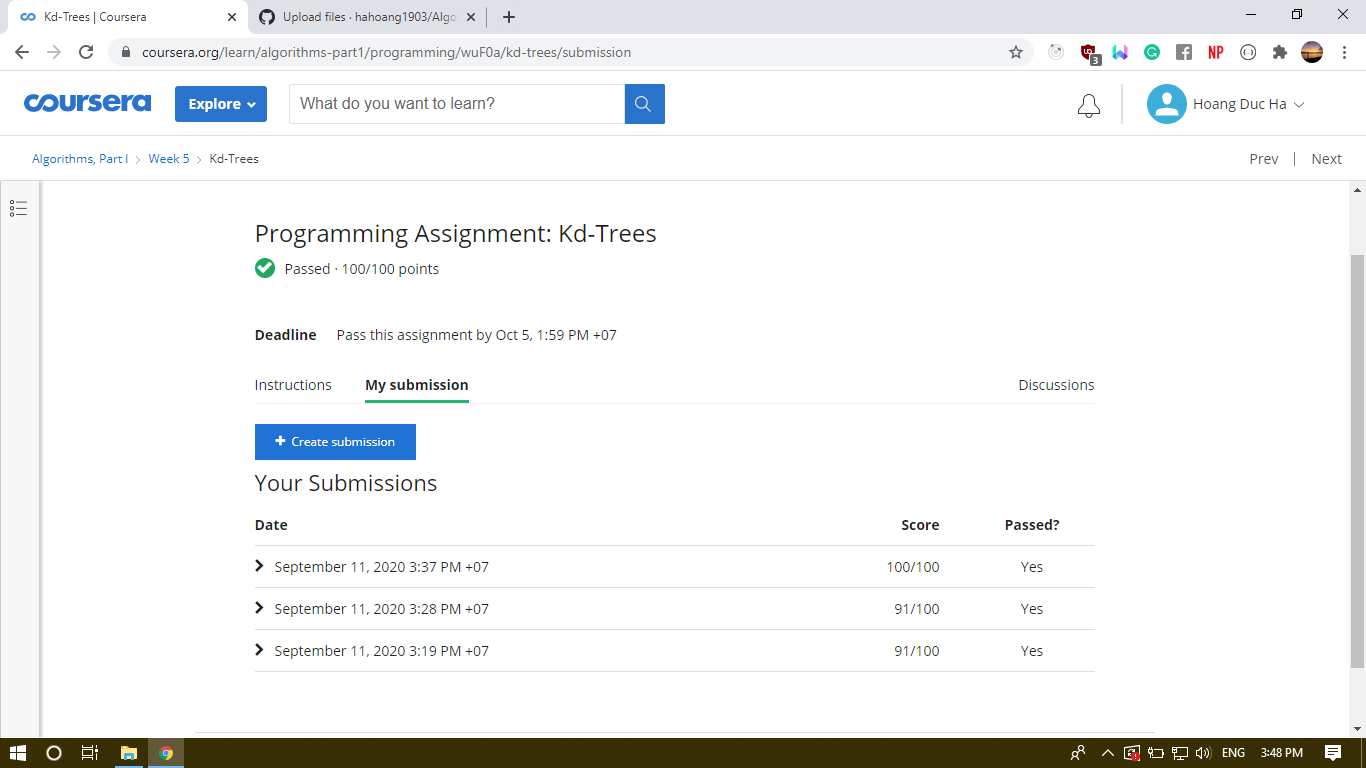 Kd-Trees | Coursera
Upload files · hahoang1903/Algo
coursera.org/learn/algorithms-part1/programming/wuF0a/kd-trees/submission
3
NP
coursera
Explore
What do you want to learn?
Hoang Duc Ha
Algorithms, Part I > Week 5 > Kd-Trees
Prev | Next
Programming Assignment: Kd-Trees
Passed · 100/100 points
Deadline Pass this assignment by Oct 5, 1:59 PM +07
Instructions My submission Discussions
+ Create submission
Your Submissions
Date Score Passed?
September 11, 2020 3:37 PM +07 100/100 Yes
September 11, 2020 3:28 PM +07 91/100 Yes
September 11, 2020 3:19 PM +07 91/100 Yes
ENG 3:48 PM